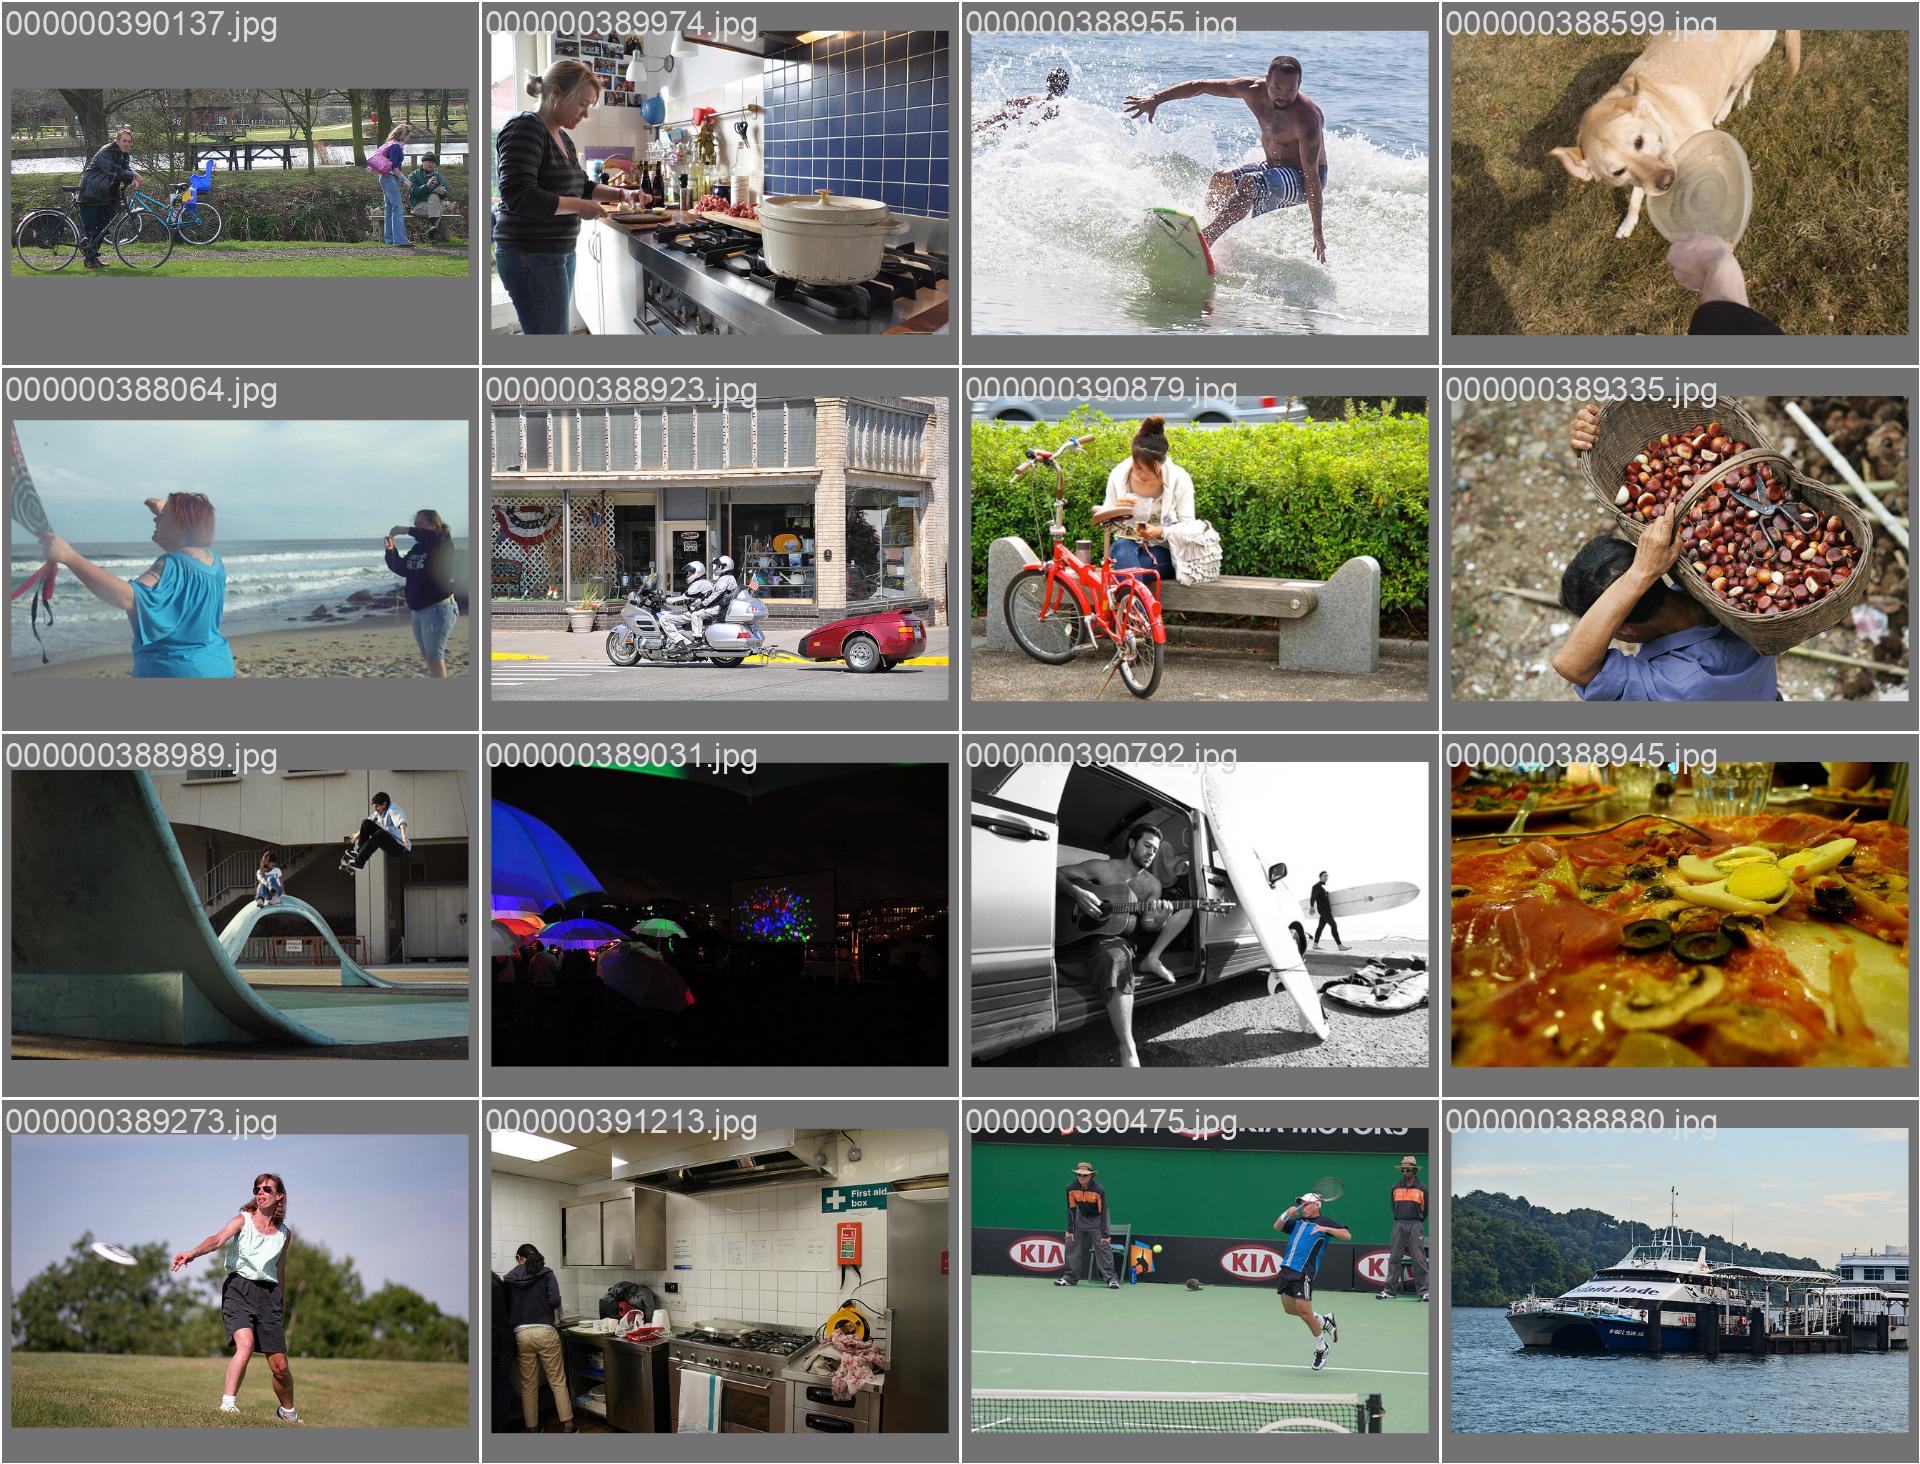 000000390137.jpg
000000389974.jpg
000000388955.jpg
000000388599.jpg
000000388064.jpg
000000388923.jpg
000000390879.jpg
000000389335.jpg
000000388989.jpg
000000389031.jpg
000000390792.jpg
000000388945.jpg
000000389273.jpg
000000391213.jpg
First aid
box
000000390475.jpg
KIA MOTORS
KIA
KIA
000000388880.jpg
Island Jade